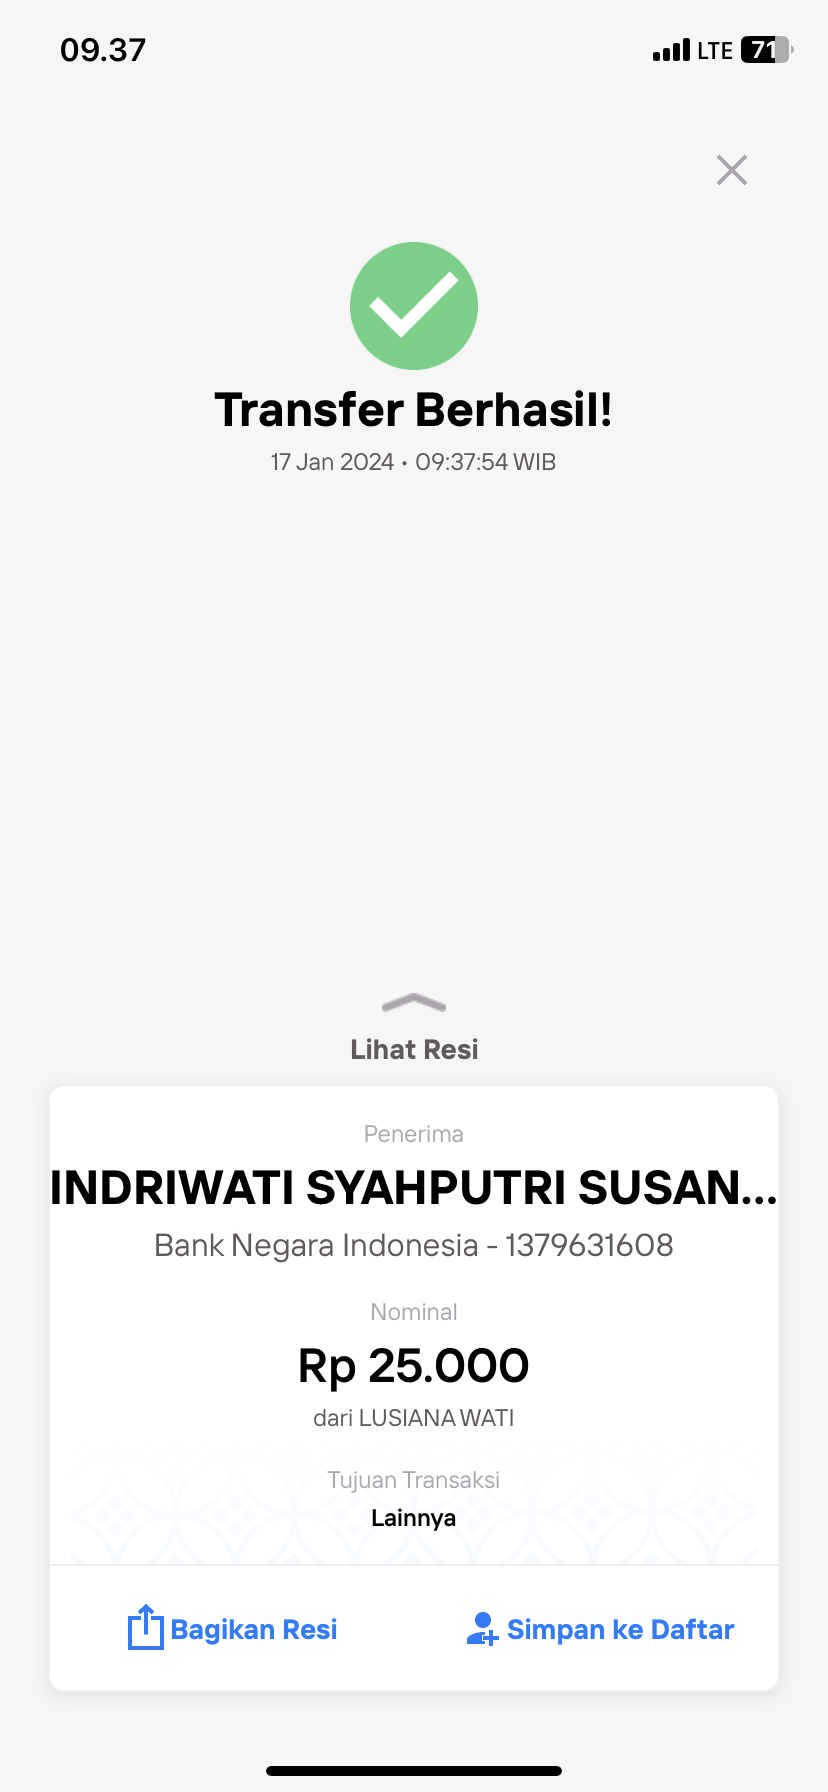 09.37
LTE 71
Transfer Berhasil!
17 Jan 2024 • 09:37:54 WIB
Lihat Resi
Penerima
INDRIWATI SYAHPUTRI SUSAN...
Bank Negara Indonesia - 1379631608
Nominal
Rp 25.000
dari LUSIANA WATI
Tujuan Transaksi
Lainnya
Bagikan Resi
Simpan ke Daftar